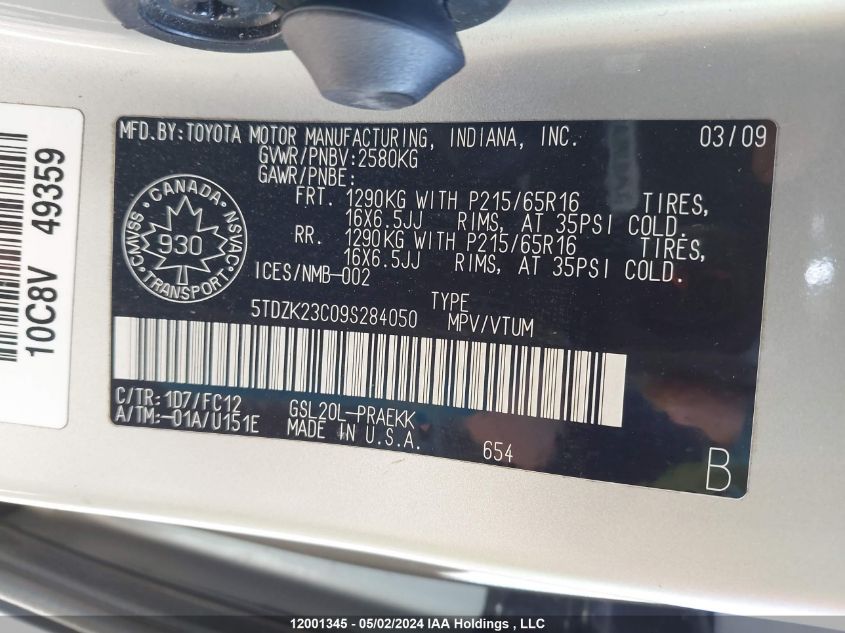 MFD.BY:TOYOTA MOTOR MANUFACTURING, INDIANA, INC. 03/09
GVWR/PNBV:2580KG
GAWR/PNBE:
FRT. 1290KG WITH P215/65R16 TIRES,
16X6.5JJ RIMS, AT 35PSI COLD.
RR. 1290KG WITH P215/65R16 TIRES,
16X6.5JJ RIMS, AT 35PSI COLD.
ICES/NMB-002
CANADA
CMVSS NSVAC
930
TRANSPORT
TYPE
5TDZK23C09S284050 MPV/VTUM
C/TR:1D7/FC12 GSL20L-PRAEKK
A/TM:-01A/U151E MADE IN U.S.A.
654
B
10C8V 49359
12001345 - 05/02/2024 IAA Holdings , LLC